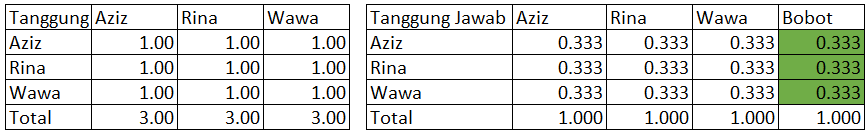 Tanggung Aziz Rina Wawa
Aziz 1.00 1.00 1.00
Rina 1.00 1.00 1.00
Wawa 1.00 1.00 1.00
Total 3.00 3.00 3.00
Tanggung Jawab Aziz Rina Wawa Bobot
Aziz 0.333 0.333 0.333 0.333
Rina 0.333 0.333 0.333 0.333
Wawa 0.333 0.333 0.333 0.333
Total 1.000 1.000 1.000 1.000